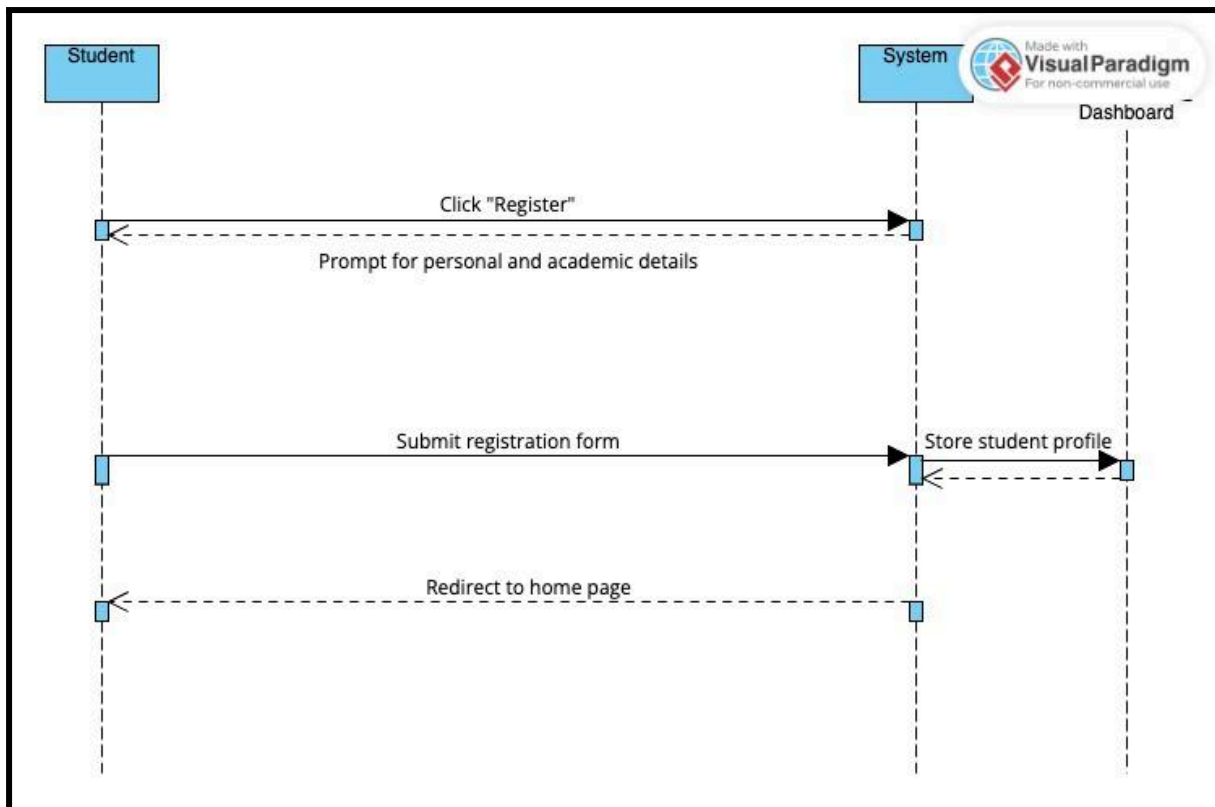 Student
System
Made with
Visual Paradigm
For non-commercial use
Dashboard
Click "Register"
Prompt for personal and academic details
Submit registration form
Store student profile
Redirect to home page